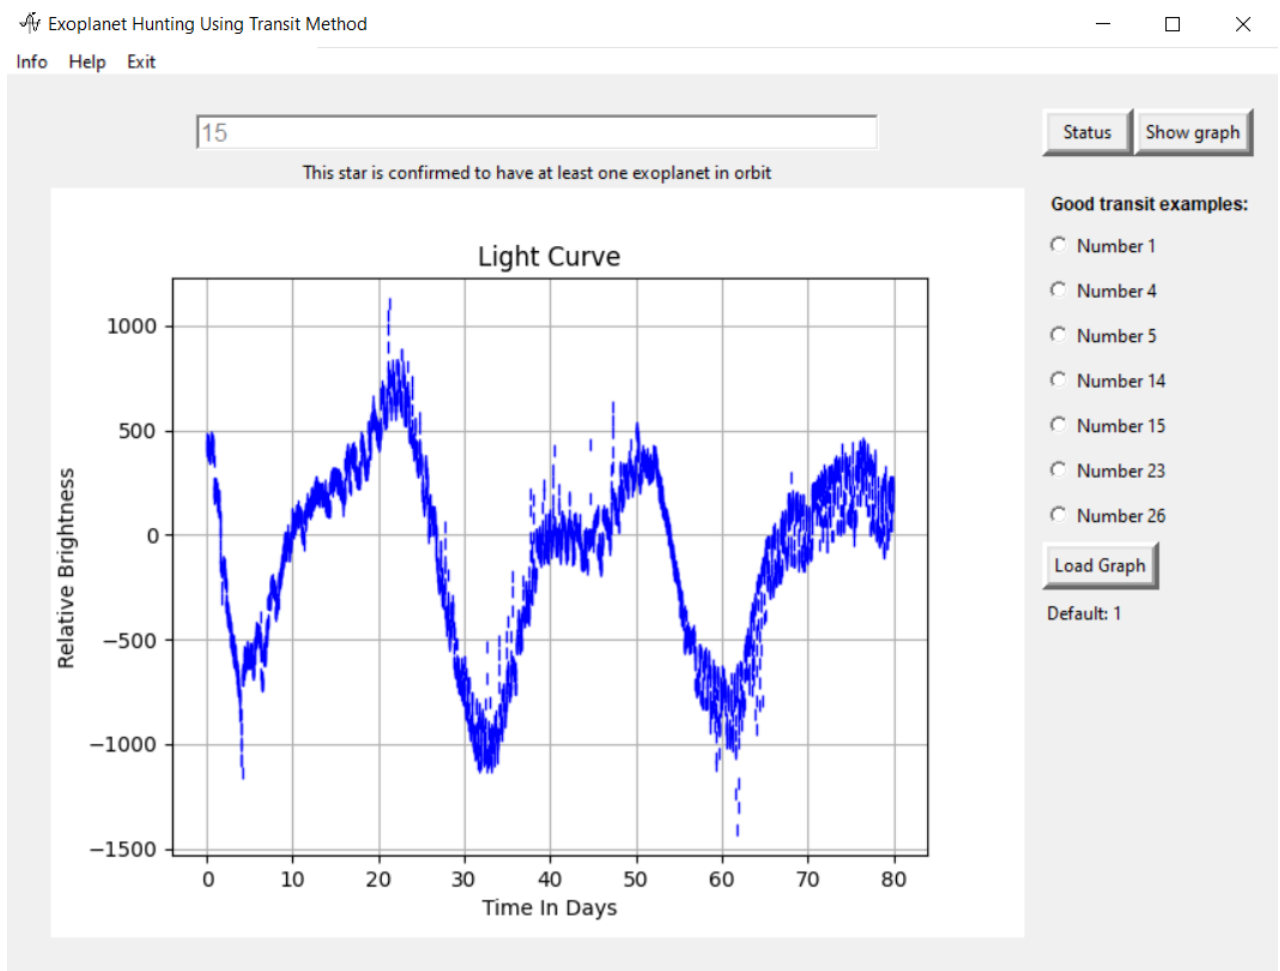 Exoplanet Hunting Using Transit Method
Info Help Exit
15
Status Show graph
This star is confirmed to have at least one exoplanet in orbit
Good transit examples:
Number 1
Number 4
Number 5
Number 14
Number 15
Number 23
Number 26
Load Graph
Default: 1
Light Curve
Relative Brightness
1000
500
0
−500
−1000
−1500
0 10 20 30 40 50 60 70 80
Time In Days